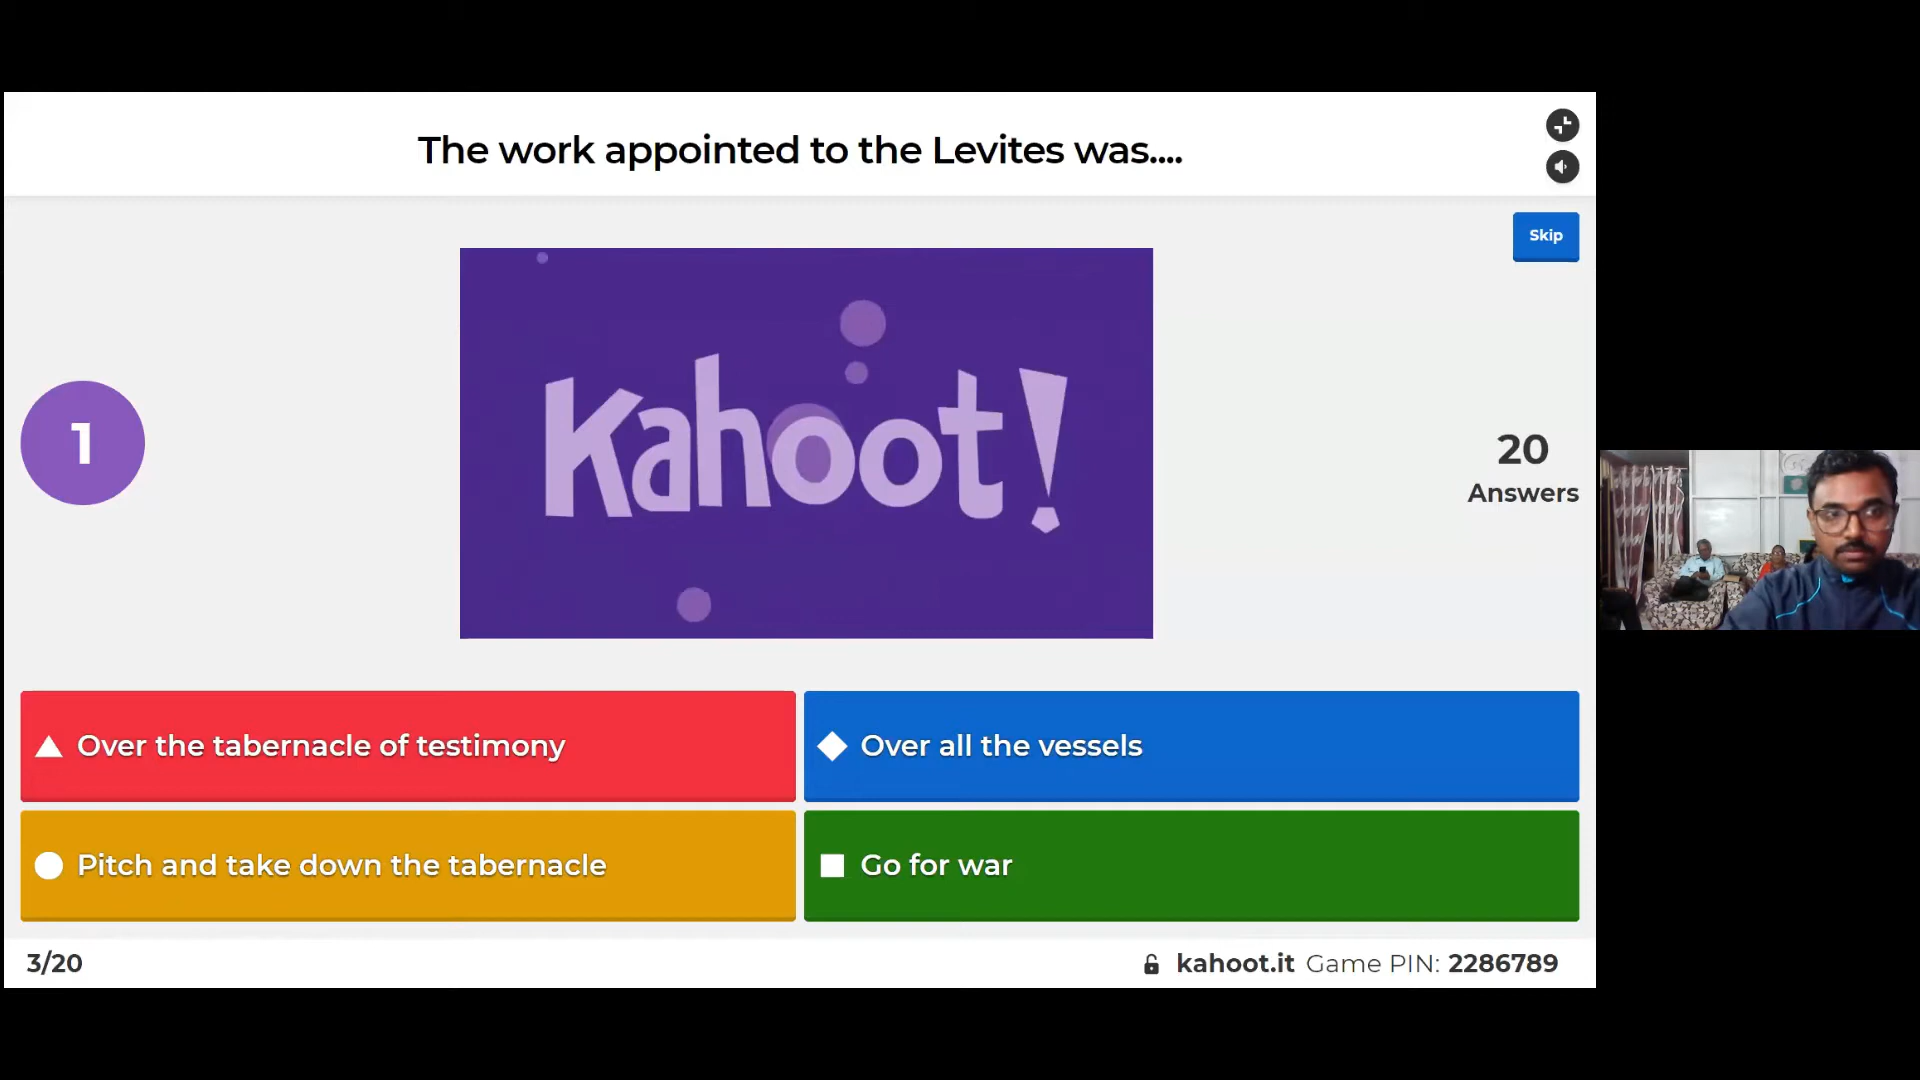 The work appointed to the Levites was....
Skip
1
Kahoot!
20
Answers
Over the tabernacle of testimony
Over all the vessels
Pitch and take down the tabernacle
Go for war
3/20
kahoot.it Game PIN: 2286789